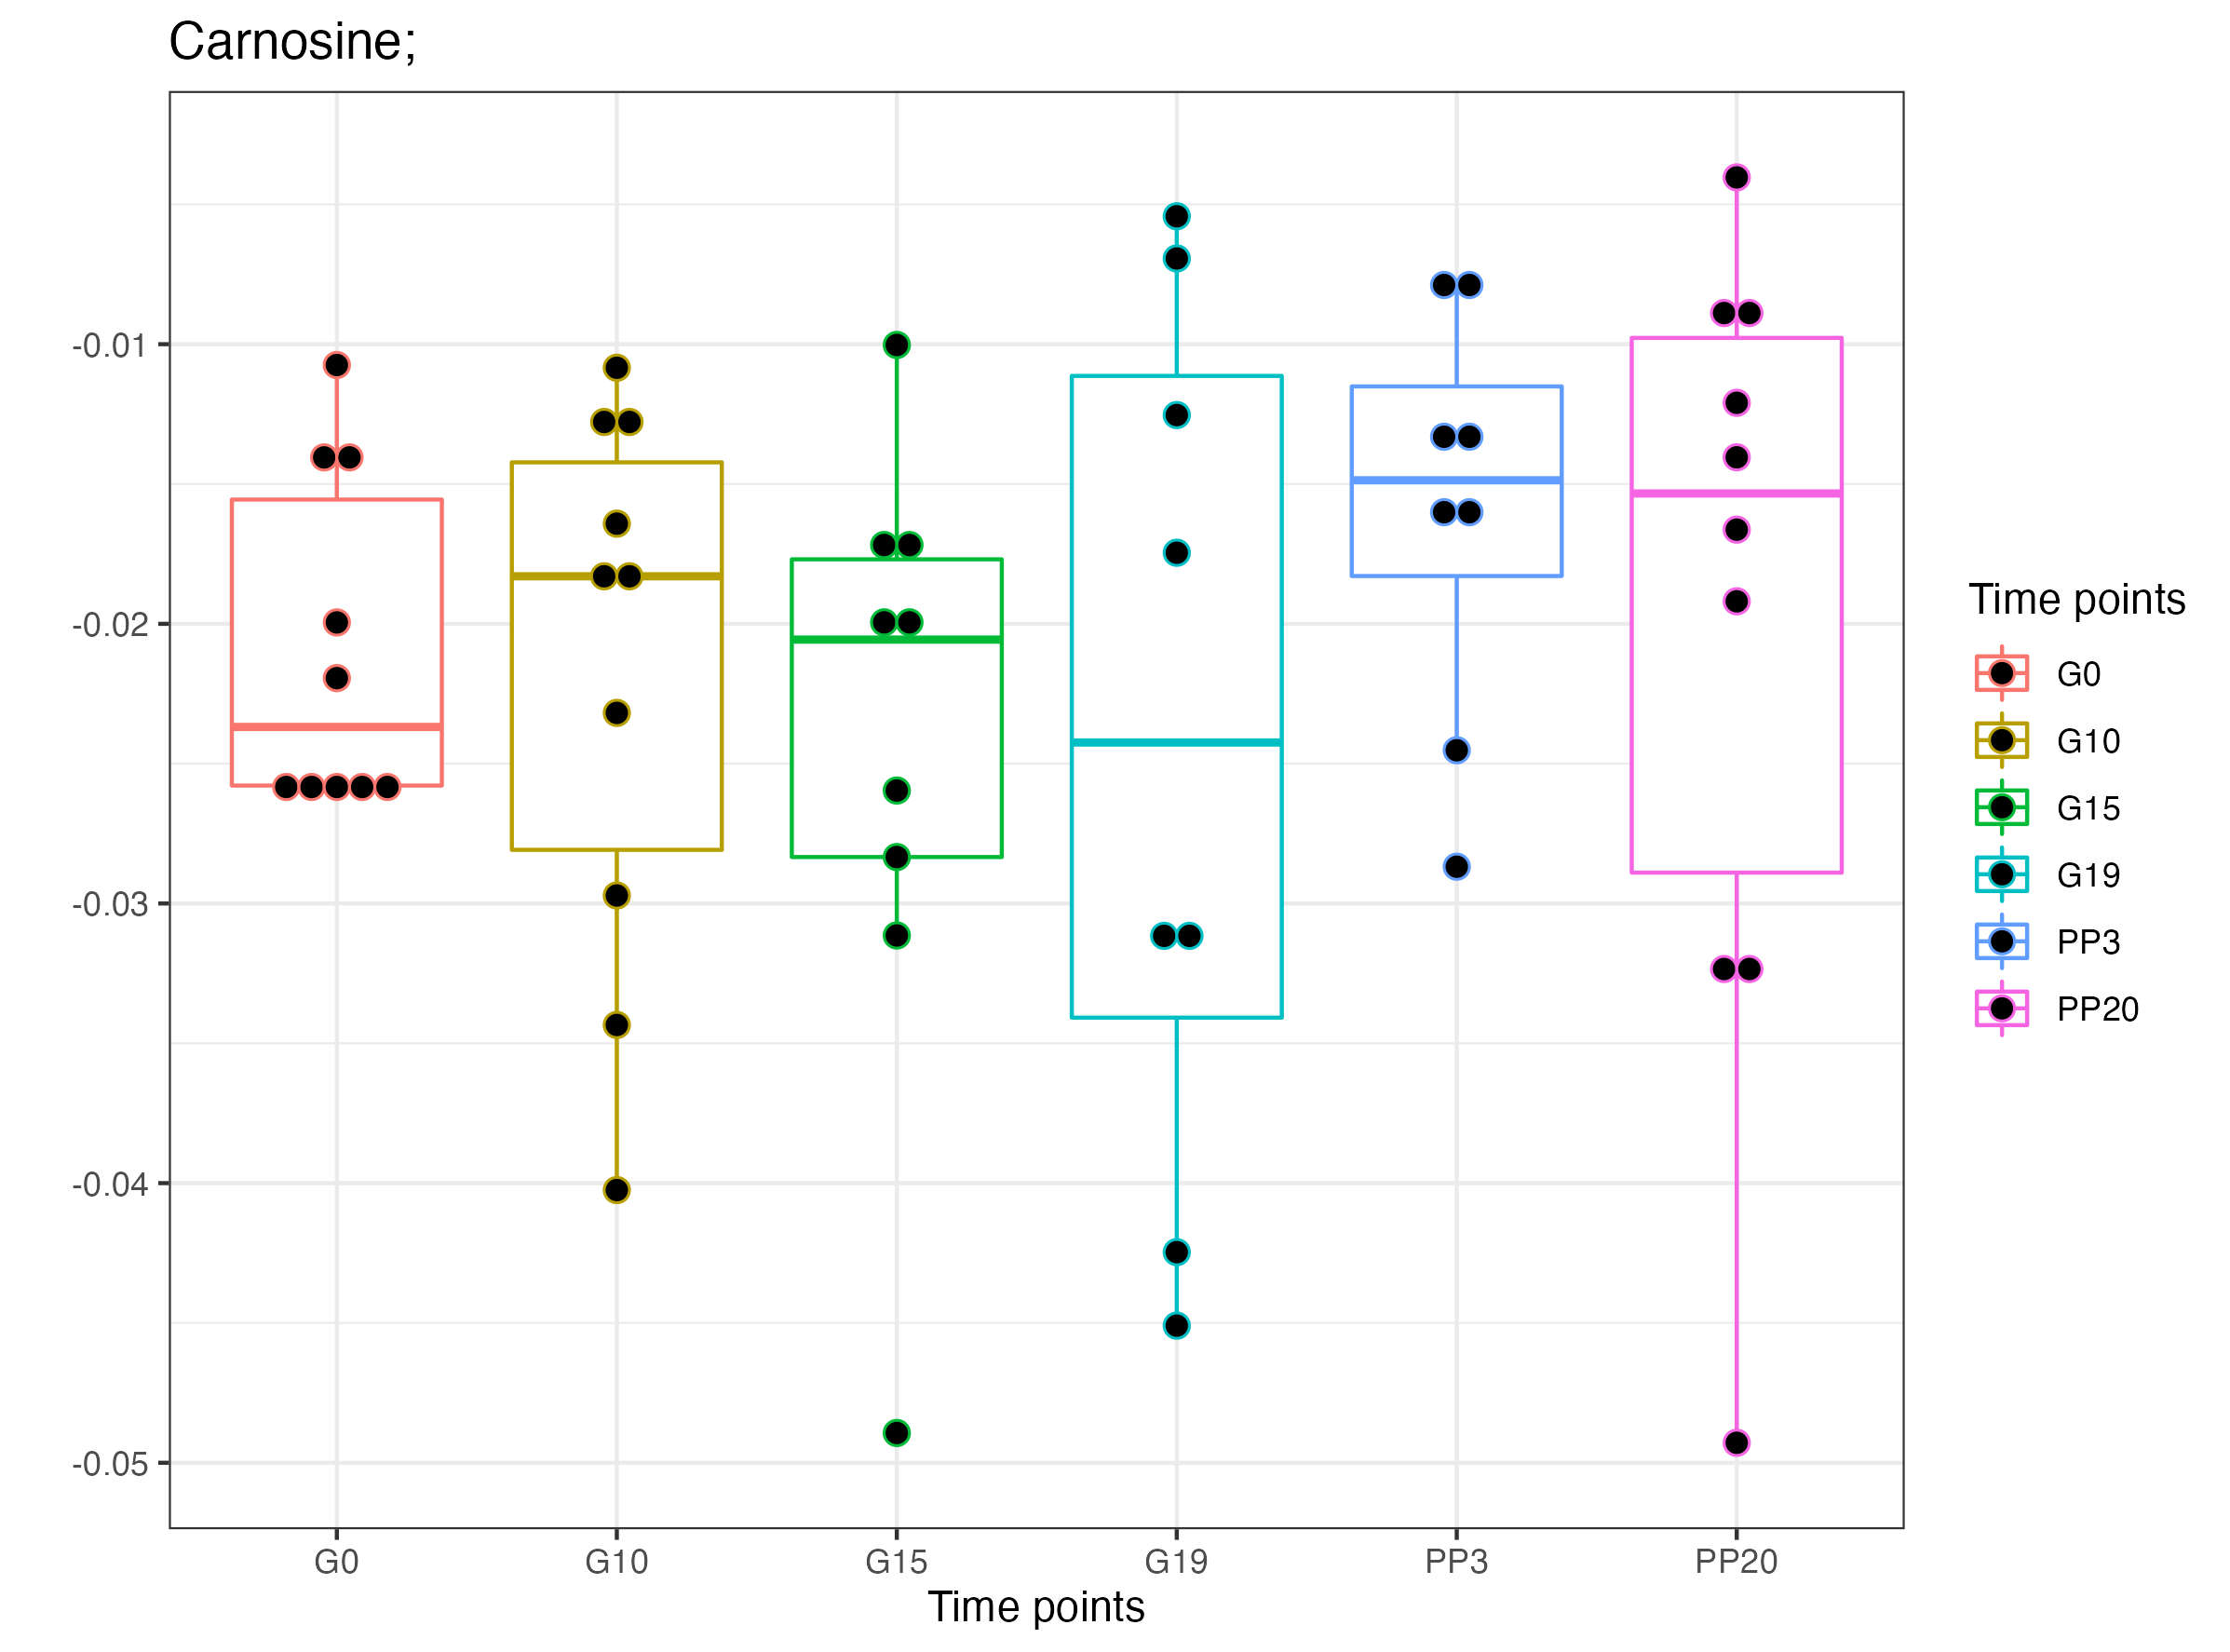 Carnosine;
-0.01
-0.02
-0.03
-0.04
-0.05
G0 G10 G15 G19 PP3 PP20
Time points
Time points
G0
G10
G15
G19
PP3
PP20